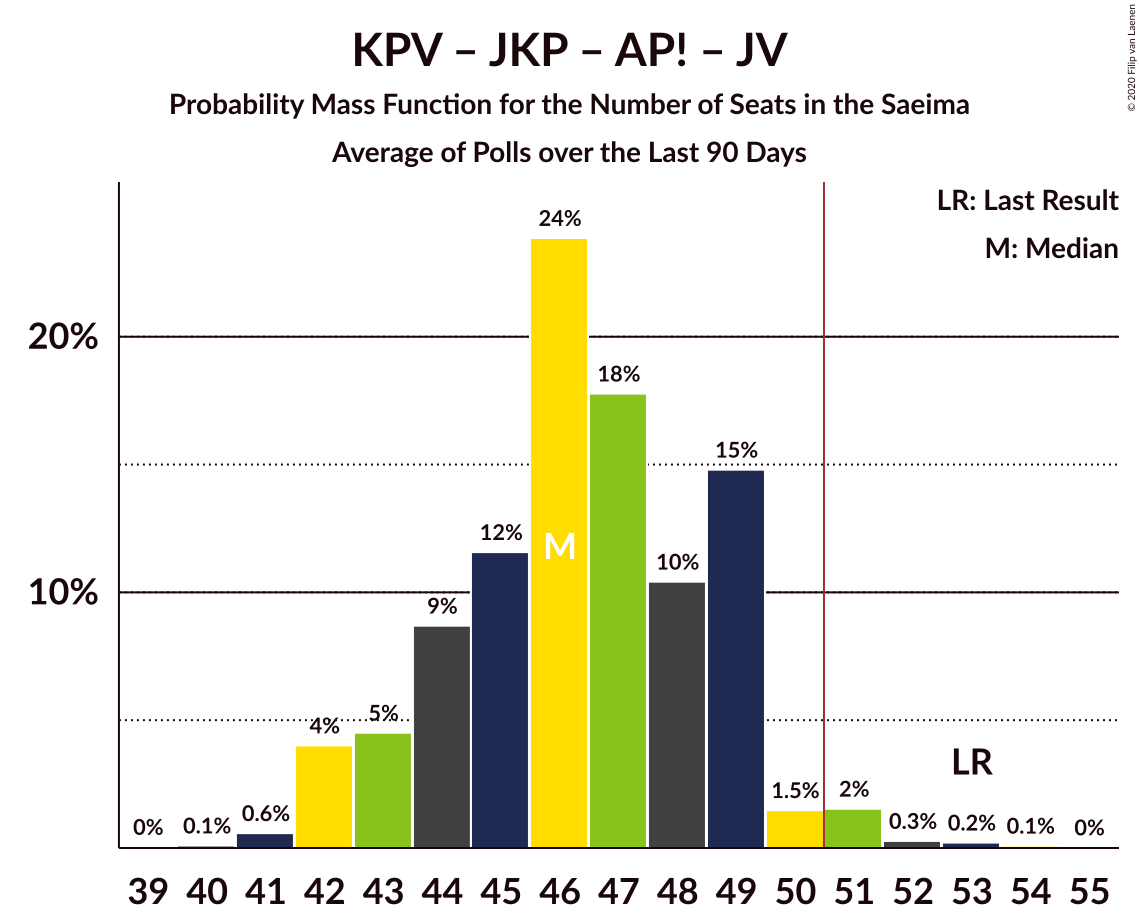 KPV – JKP – AP! – JV
Probability Mass Function for the Number of Seats in the Saeima
Average of Polls over the Last 90 Days
© 2020 Filip van Laenen
LR: Last Result
M: Median
20%
10%
0%
0.1%
0.6%
4%
5%
9%
12%
24%
18%
10%
15%
1.5%
2%
0.3%
0.2%
0.1%
0%
M
LR
39 40 41 42 43 44 45 46 47 48 49 50 51 52 53 54 55